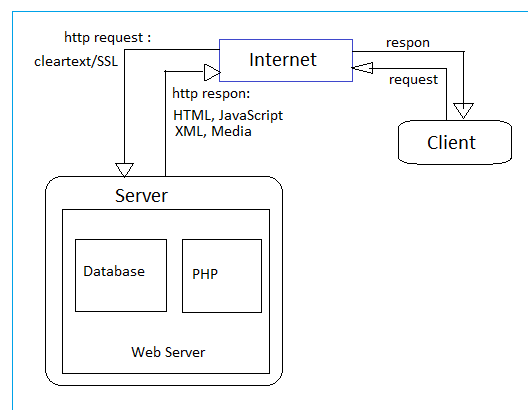 http request :
cleartext/SSL
Internet
respon
request
http respon:
HTML, JavaScript
XML, Media
Client
Server
Database
PHP
Web Server